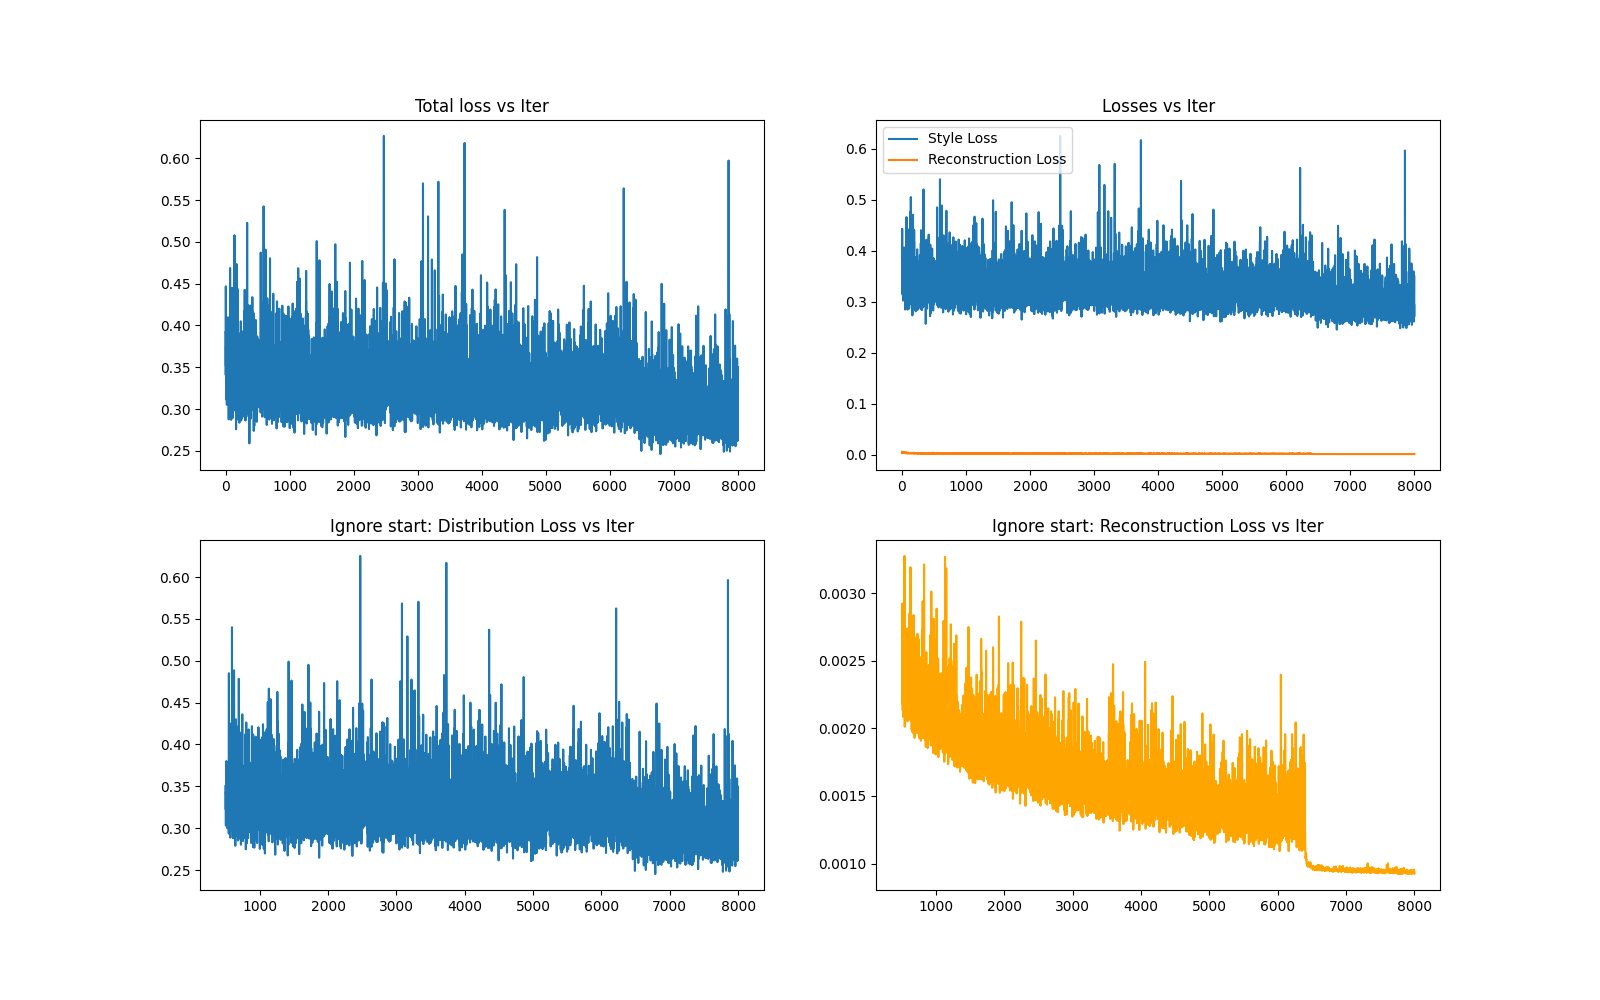 Total loss vs Iter
0.60
0.55
0.50
0.45
0.40
0.35
0.30
0.25
0 1000 2000 3000 4000 5000 6000 7000 8000
Losses vs Iter
Style Loss
Reconstruction Loss
0.6
0.5
0.4
0.3
0.2
0.1
0.0
0 1000 2000 3000 4000 5000 6000 7000 8000
Ignore start: Distribution Loss vs Iter
0.60
0.55
0.50
0.45
0.40
0.35
0.30
0.25
1000 2000 3000 4000 5000 6000 7000 8000
Ignore start: Reconstruction Loss vs Iter
0.0030
0.0025
0.0020
0.0015
0.0010
1000 2000 3000 4000 5000 6000 7000 8000